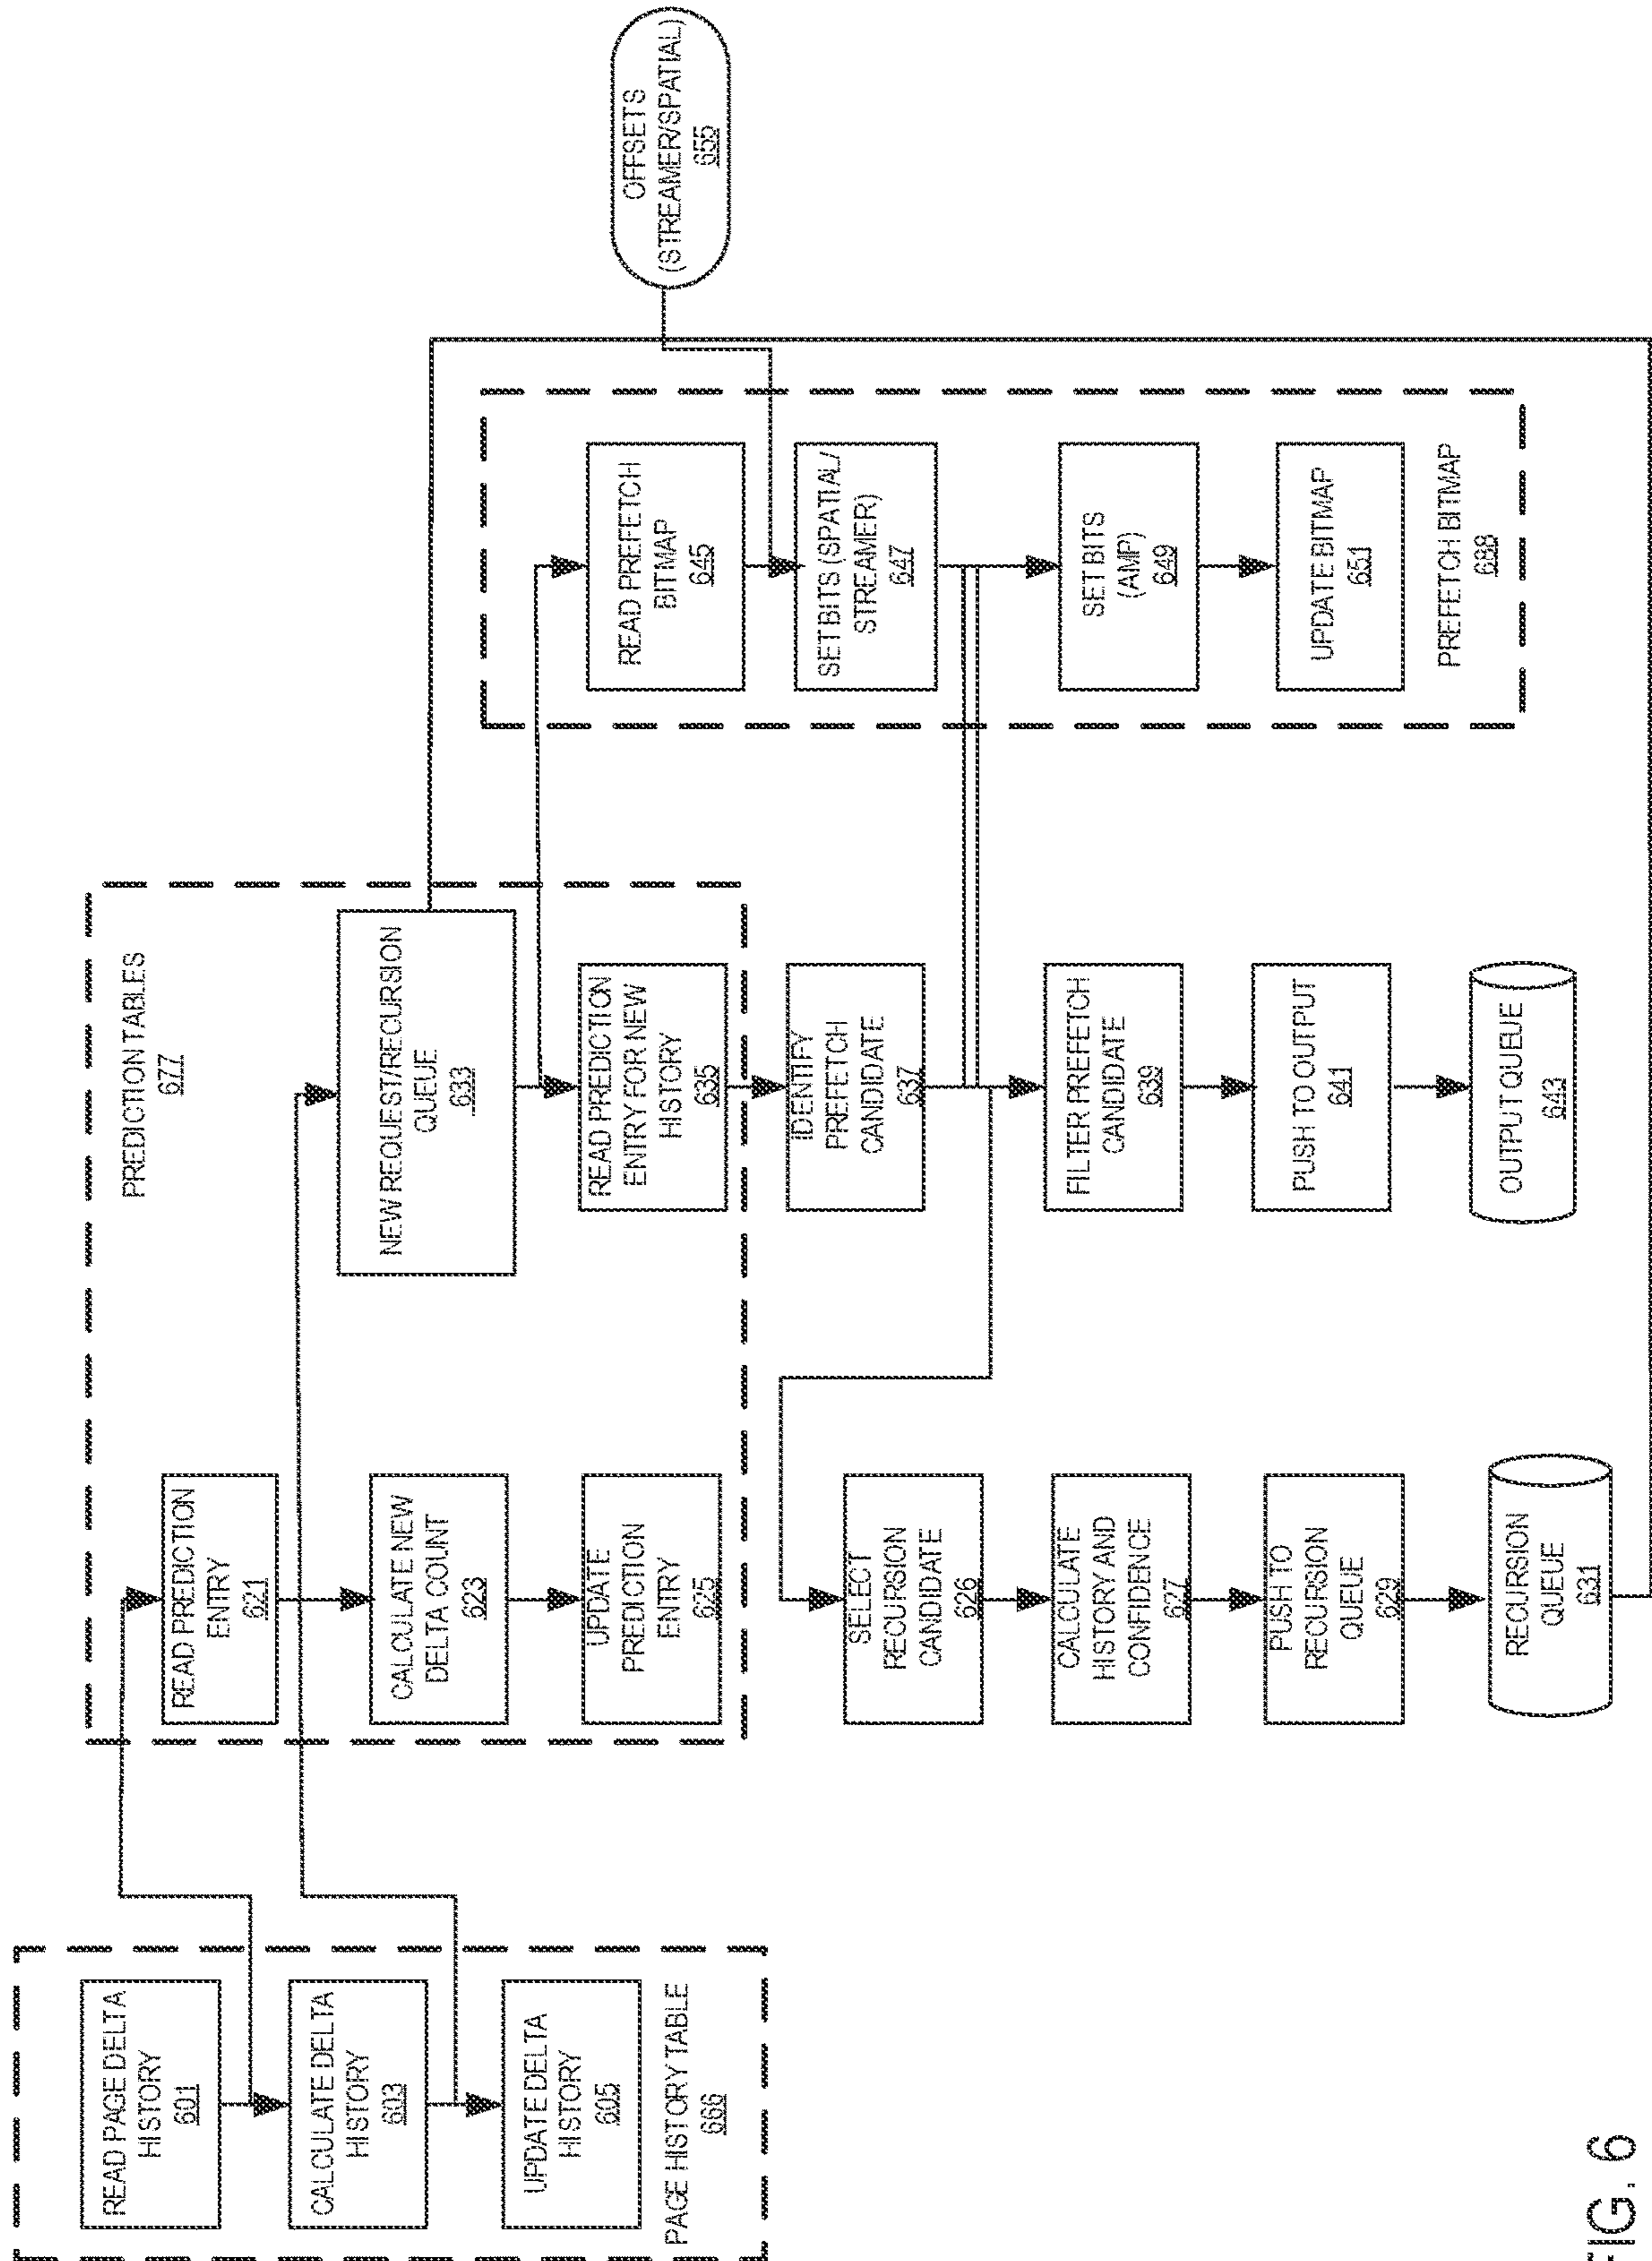 READ PAGE DELTA
HISTORY
601
CALCULATE DELTA
HISTORY
603
UPDATE DELTA
HISTORY
605
PAGE HISTORY TABLE
666
READ PREDICTION
ENTRY
621
CALCULATE NEW
DELTA COUNT
623
UPDATE
PREDICTION
ENTRY
625
PREDICTION TABLES
677
NEW REQUEST/RECURSION
QUEUE
633
READ PREDICTION
ENTRY FOR NEW
HISTORY
635
SELECT
RECURSION
CANDIDATE
626
CALCULATE
HISTORY AND
CONFIDENCE
627
PUSH TO
RECURSION
QUEUE
629
RECURSION
QUEUE
631
IDENTIFY
PREFETCH
CANDIDATE
637
FILTER PREFETCH
CANDIDATE
639
PUSH TO OUTPUT
641
OUTPUT QUEUE
643
READ PREFETCH
BITMAP
645
SET BITS (SPATIAL/
STREAMER)
647
SET BITS
(AMP)
649
UPDATE BITMAP
651
PREFETCH BITMAP
688
OFFSETS
(STREAMER/SPATIAL)
655
FIG. 6